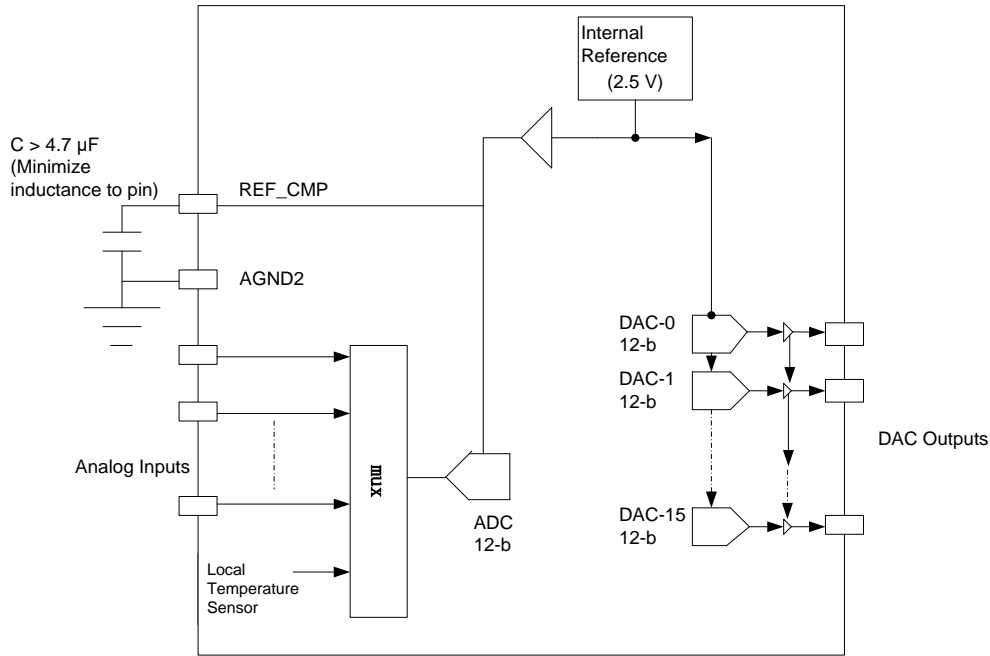 Internal
Reference
(2.5 V)
C > 4.7 µF
(Minimize
inductance to pin)
REF_CMP
AGND2
DAC-0
12-b
DAC-1
12-b
DAC Outputs
Analog Inputs
mux
ADC
12-b
DAC-15
12-b
Local
Temperature
Sensor